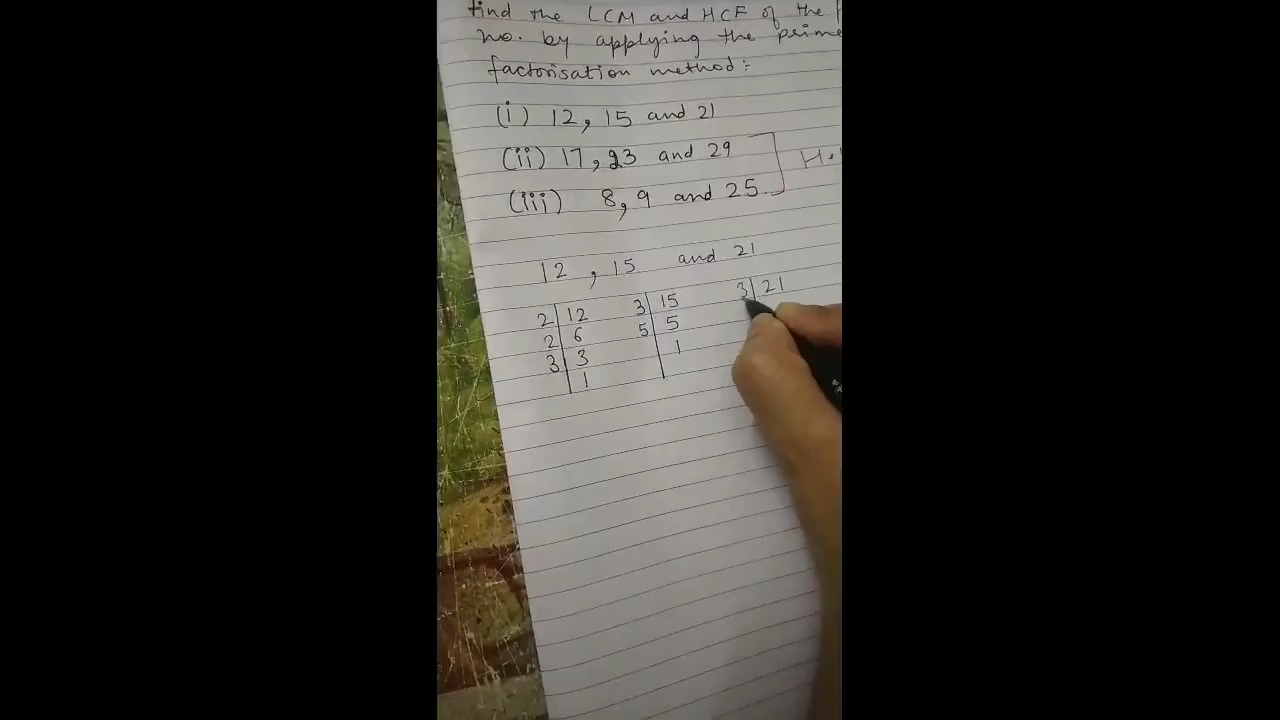 find the LCM and HCF of the
no. by applying the prime
factorisation method:-
(i) 12, 15 and 21
(ii) 17, 23 and 29
(iii) 8, 9 and 25
12 , 15 and 21
2 12 3 15 3 21
2 6 5 5
3 3 1
1